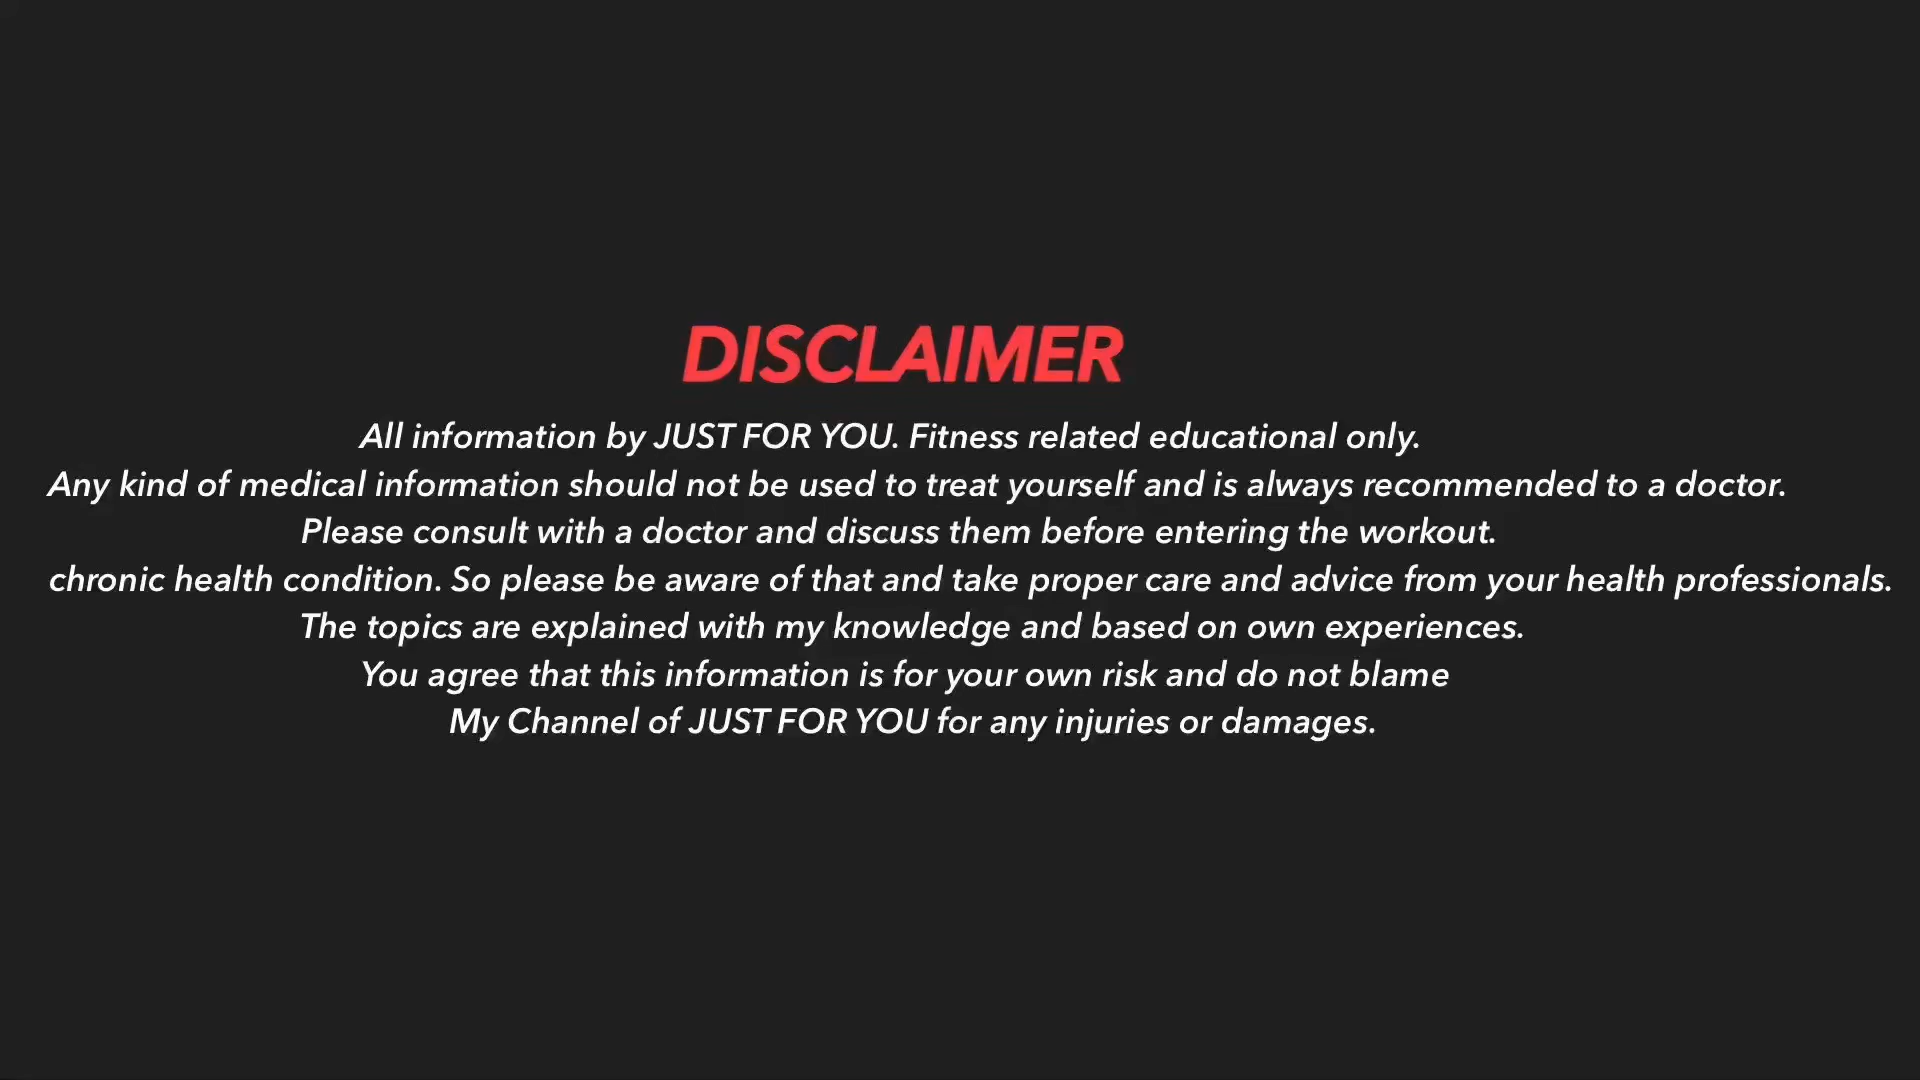 DISCLAIMER
All information by JUST FOR YOU. Fitness related educational only.
Any kind of medical information should not be used to treat yourself and is always recommended to a doctor.
Please consult with a doctor and discuss them before entering the workout.
chronic health condition. So please be aware of that and take proper care and advice from your health professionals.
The topics are explained with my knowledge and based on own experiences.
You agree that this information is for your own risk and do not blame
My Channel of JUST FOR YOU for any injuries or damages.